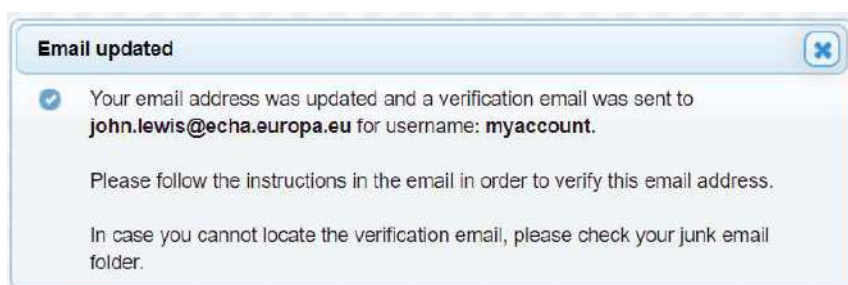 Email updated
Your email address was updated and a verification email was sent to
john.lewis@echa.europa.eu for username: myaccount.
Please follow the instructions in the email in order to verify this email address.
In case you cannot locate the verification email, please check your junk email
folder.